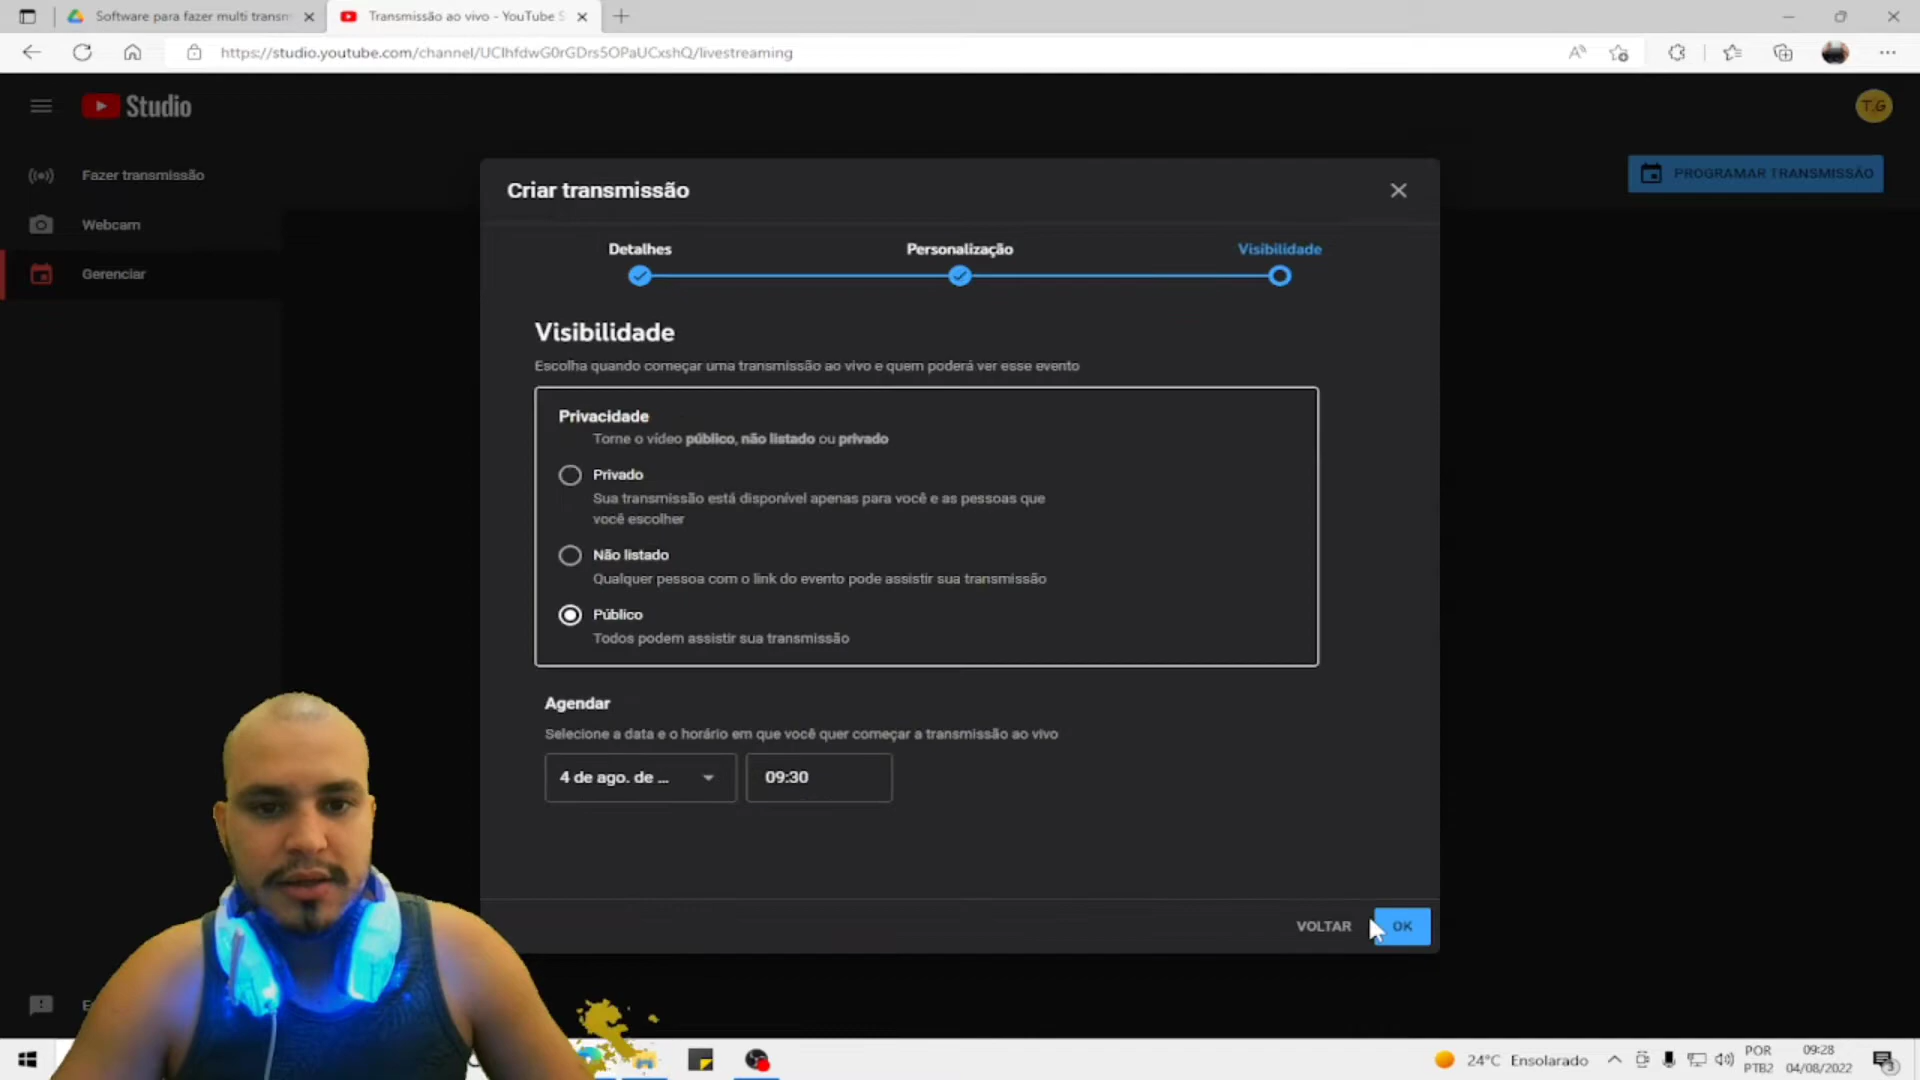 Software para fazer multi transm
Transmissão ao vivo - YouTube S
https://studio.youtube.com/channel/UClhfdwG0rGDrs5OPaUCxshQ/livestreaming
Studio
T.G
Fazer transmissão
Webcam
Gerenciar
PROGRAMAR TRANSMISSÃO
Criar transmissão
Detalhes
Personalização
Visibilidade
Visibilidade
Escolha quando começar uma transmissão ao vivo e quem poderá ver esse evento
Privacidade
Torne o vídeo público, não listado ou privado
Privado
Sua transmissão está disponível apenas para você e as pessoas que
você escolher
Não listado
Qualquer pessoa com o link do evento pode assistir sua transmissão
Público
Todos podem assistir sua transmissão
Agendar
Selecione a data e o horário em que você quer começar a transmissão ao vivo
4 de ago. de ...
09:30
VOLTAR
OK
24°C Ensolarado
POR
PTB2
09:28
04/08/2022
3